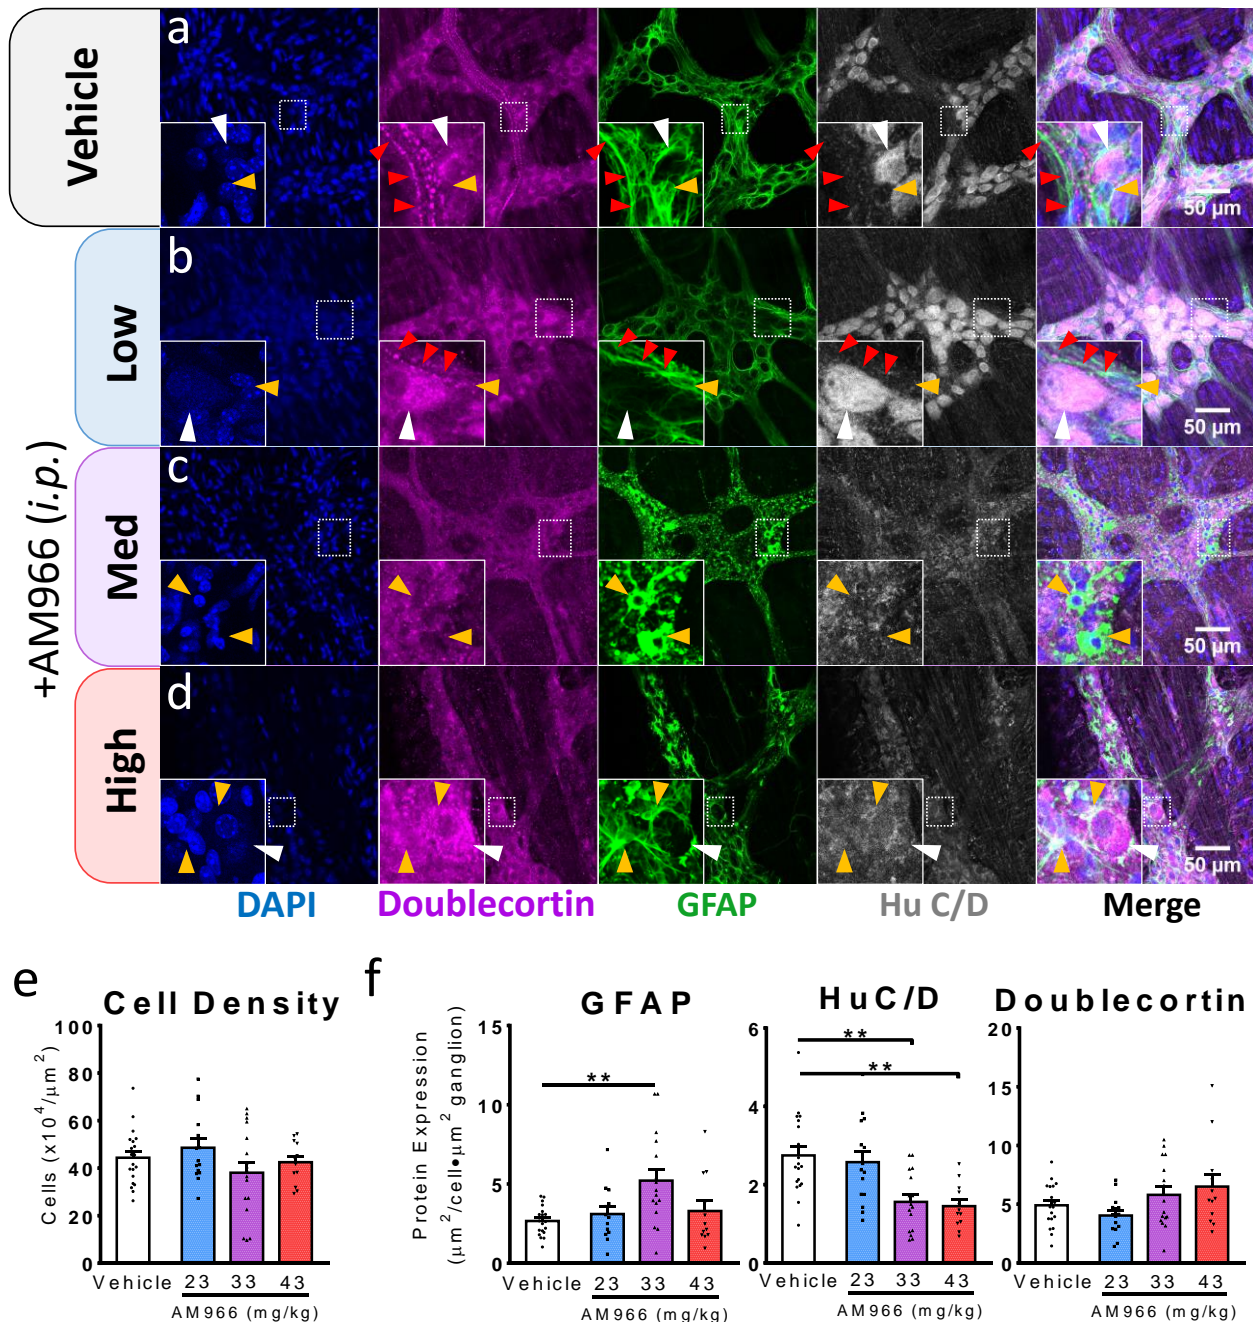 Vehicle
a
50 µm
+AM966 (i.p.)
Low
b
50 µm
Med
c
50 µm
High
d
50 µm
DAPI
Doublecortin
GFAP
Hu C/D
Merge
e
Cell Density
Cells (x10⁴/µm²)
100
80
60
40
20
0
Vehicle
23
33
43
AM966 (mg/kg)
f
Protein Expression
(µm²/cell•µm² ganglion)
GFAP
15
10
5
0
**
Vehicle
23
33
43
AM966 (mg/kg)
HuC/D
6
4
2
0
**
**
Vehicle
23
33
43
AM966 (mg/kg)
Doublecortin
20
15
10
5
0
Vehicle
23
33
43
AM966 (mg/kg)